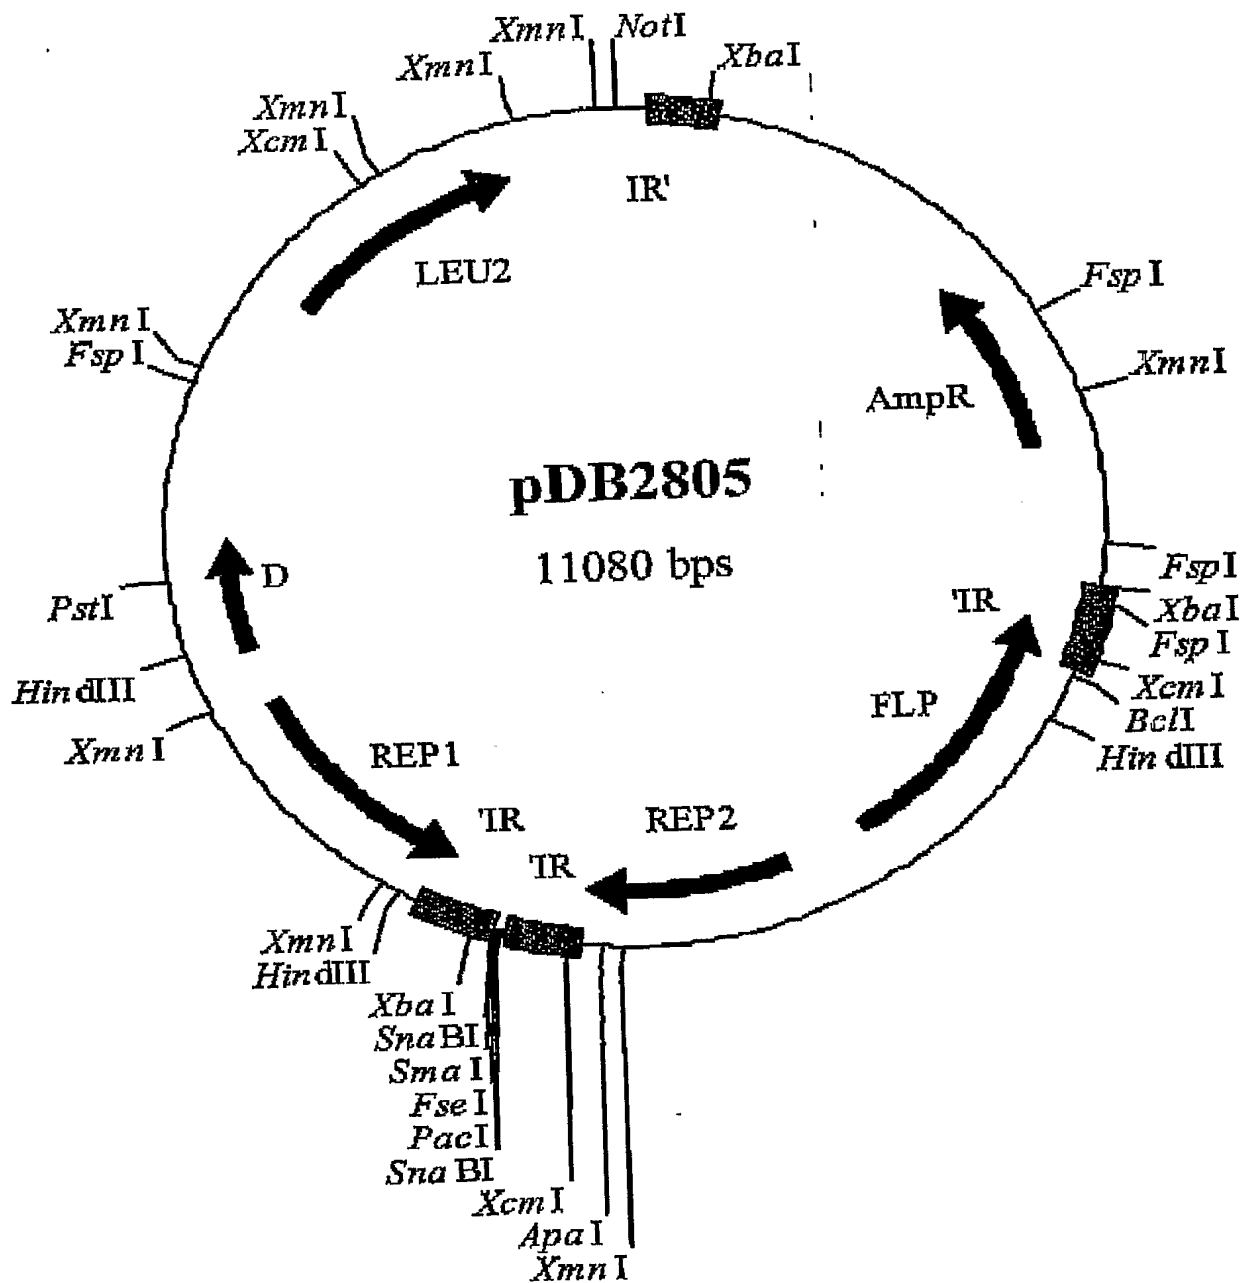 XmnI
NotI
XmnI
XbaI
XmnI
XcmI
IR'
LEU2
FspI
XmnI
FspI
XmnI
AmpR
pDB2805
11080 bps
D
PstI
FspI
'IR
XbaI
FspI
XcmI
BclI
HindIII
HindIII
FLP
XmnI
REP1
'IR
REP2
'IR
XmnI
HindIII
XbaI
SnaBI
SmaI
FseI
PacI
SnaBI
XcmI
ApaI
XmnI